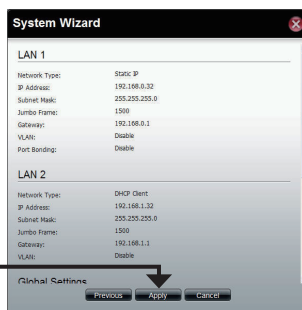 System Wizard
LAN 1
Network Type: Static IP
IP Address: 192.168.0.32
Subnet Mask: 255.255.255.0
Jumbo Frame: 1500
Gateway: 192.168.0.1
VLAN: Disable
Port Bonding: Disable
LAN 2
Network Type: DHCP Client
IP Address: 192.168.1.32
Subnet Mask: 255.255.255.0
Jumbo Frame: 1500
Gateway: 192.168.1.1
VLAN: Disable
Global Settings
Previous Apply Cancel